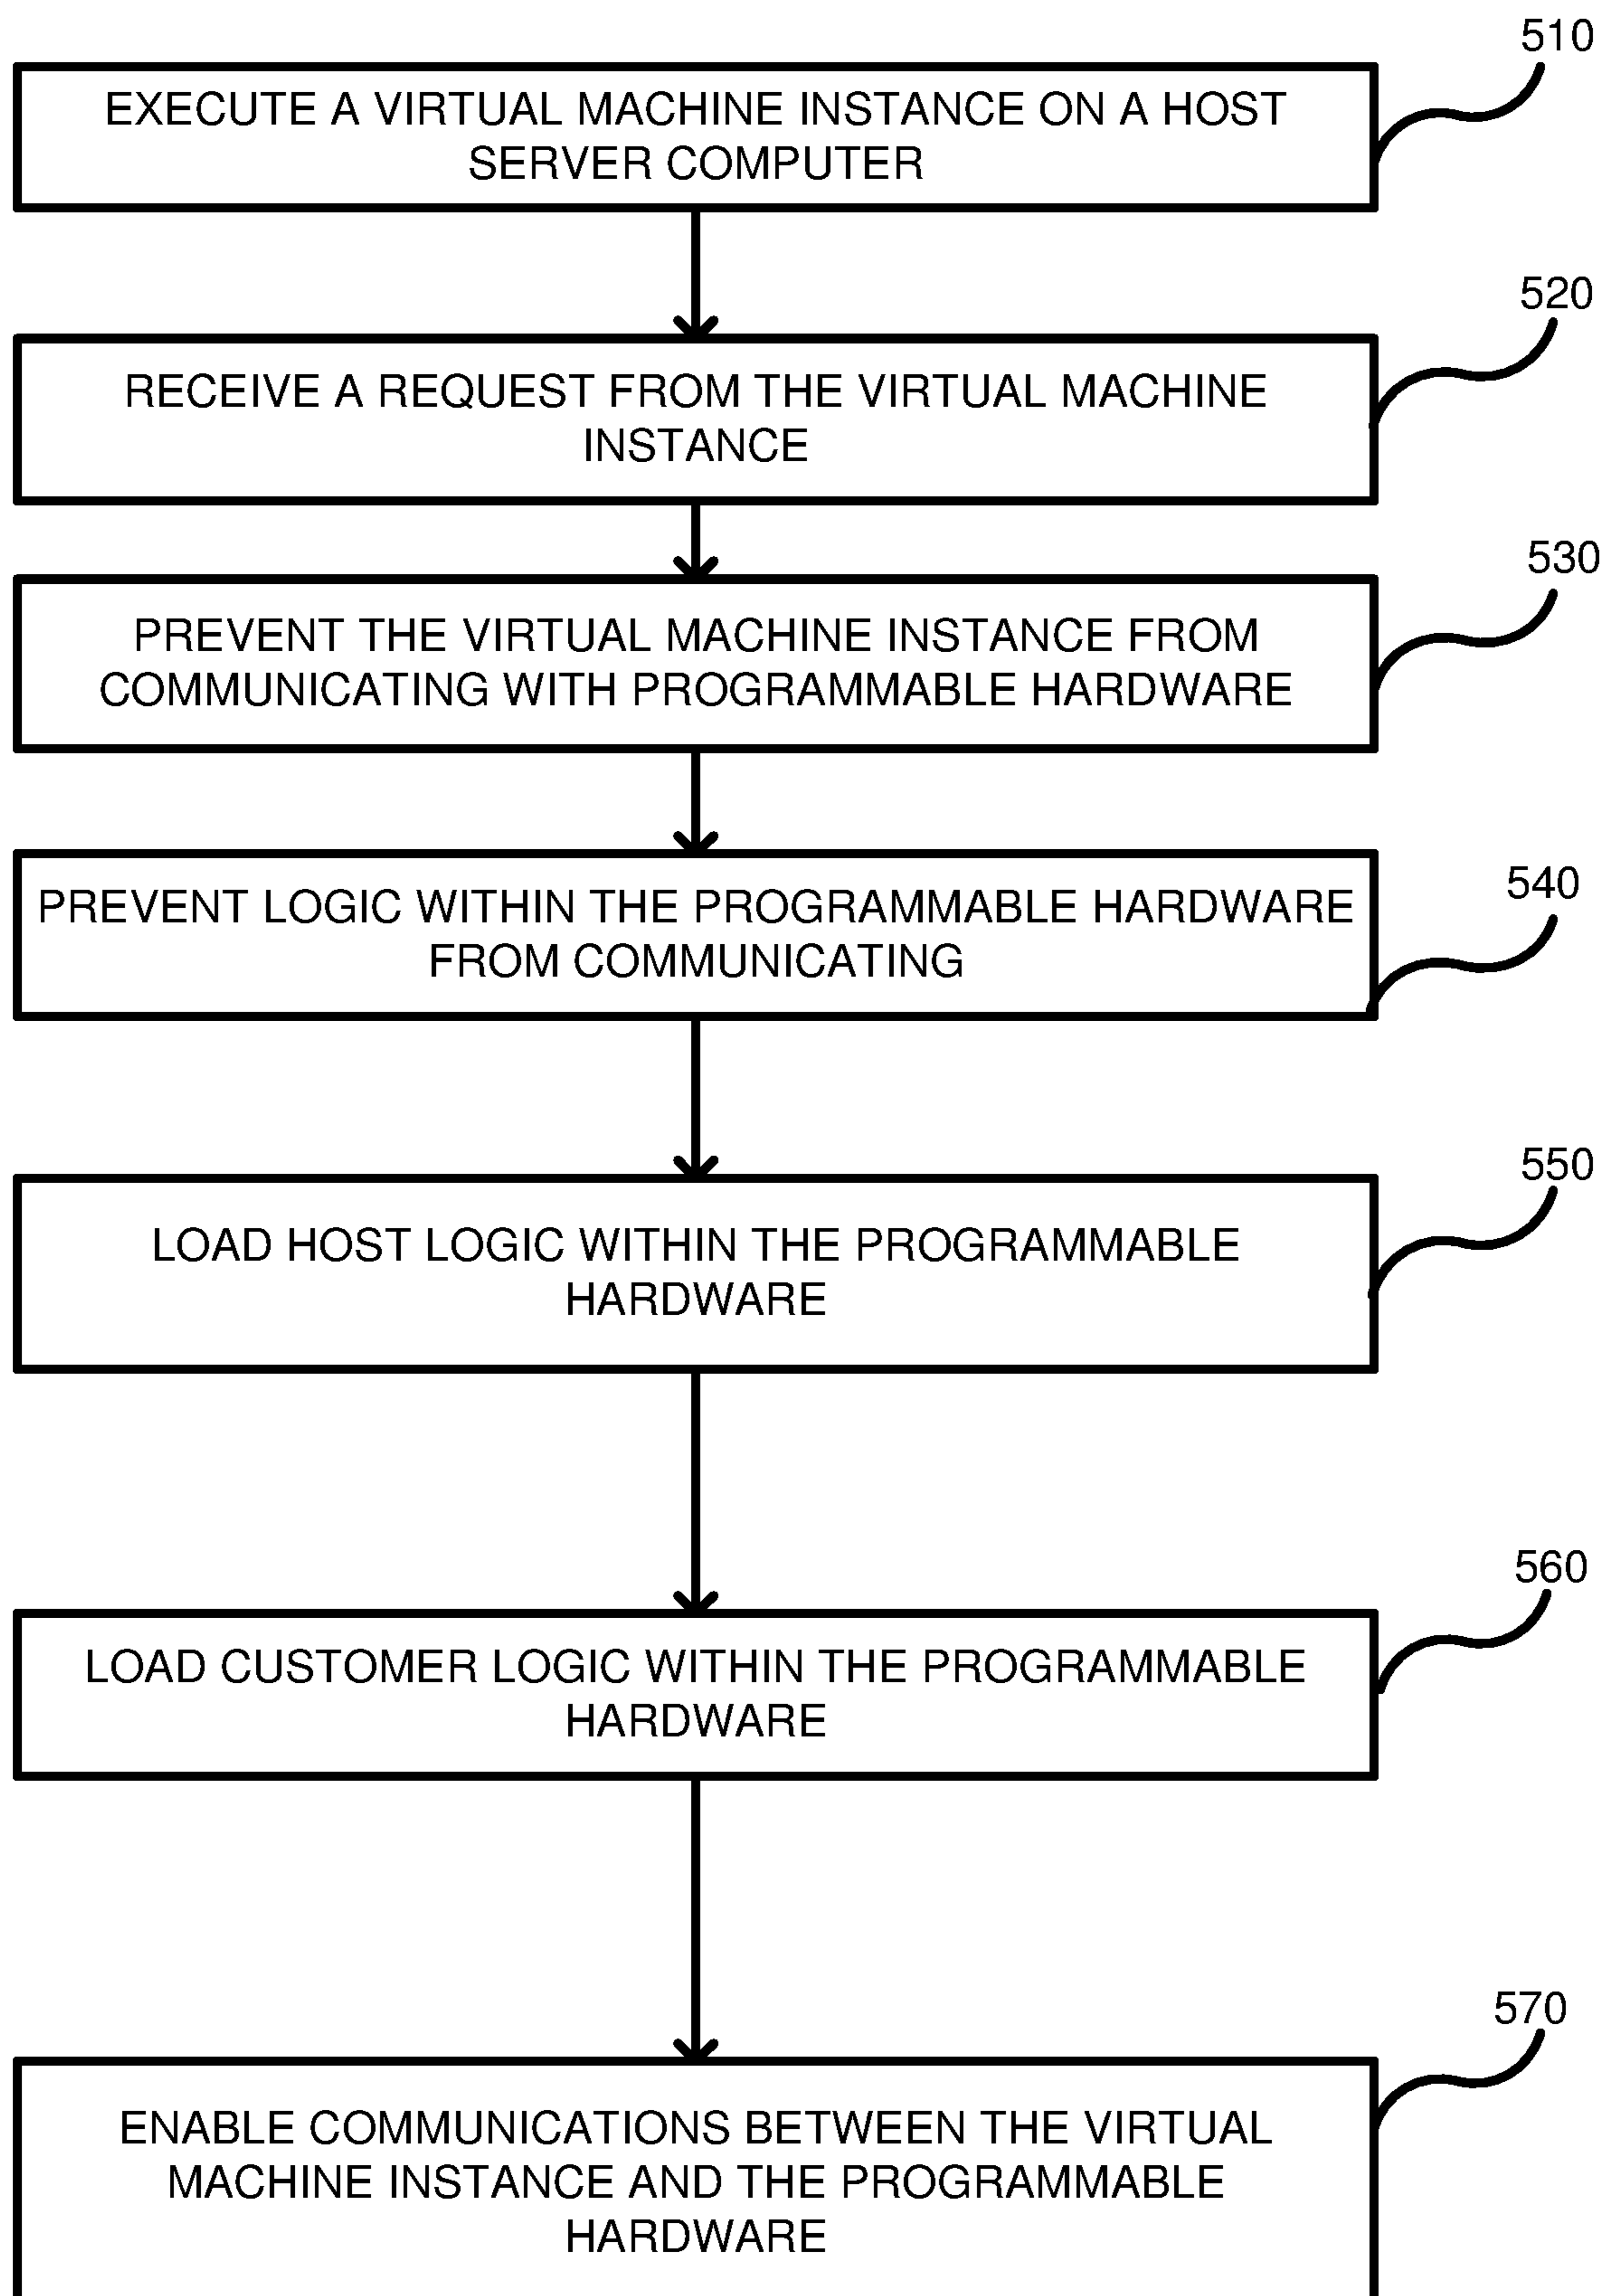 510
EXECUTE A VIRTUAL MACHINE INSTANCE ON A HOST
SERVER COMPUTER
520
RECEIVE A REQUEST FROM THE VIRTUAL MACHINE
INSTANCE
530
PREVENT THE VIRTUAL MACHINE INSTANCE FROM
COMMUNICATING WITH PROGRAMMABLE HARDWARE
540
PREVENT LOGIC WITHIN THE PROGRAMMABLE HARDWARE
FROM COMMUNICATING
550
LOAD HOST LOGIC WITHIN THE PROGRAMMABLE
HARDWARE
560
LOAD CUSTOMER LOGIC WITHIN THE PROGRAMMABLE
HARDWARE
570
ENABLE COMMUNICATIONS BETWEEN THE VIRTUAL
MACHINE INSTANCE AND THE PROGRAMMABLE
HARDWARE